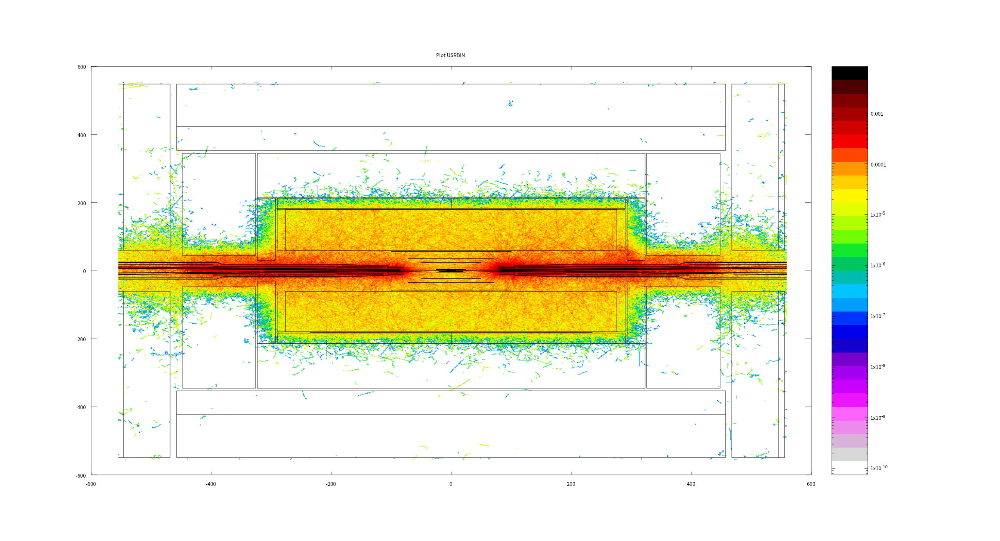 Plot USRBIN
600
400
200
0
-200
-400
-600
-600 -400 -200 0 200 400 600
0.001
0.0001
1x10-5
1x10-6
1x10-7
1x10-8
1x10-9
1x10-10